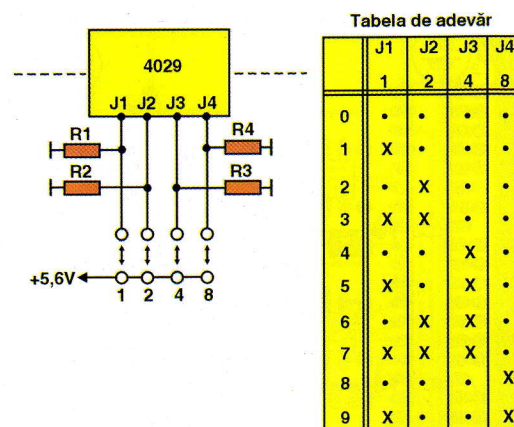 4029
J1 J2 J3 J4
R1
R4
R2
R3
+5,6V
1 2 4 8
Tabela de adevăr
J1 J2 J3 J4
1 2 4 8
0 • • • •
1 X • • •
2 • X • •
3 X X • •
4 • • X •
5 X • X •
6 • X X •
7 X X X •
8 • • • X
9 X • • X